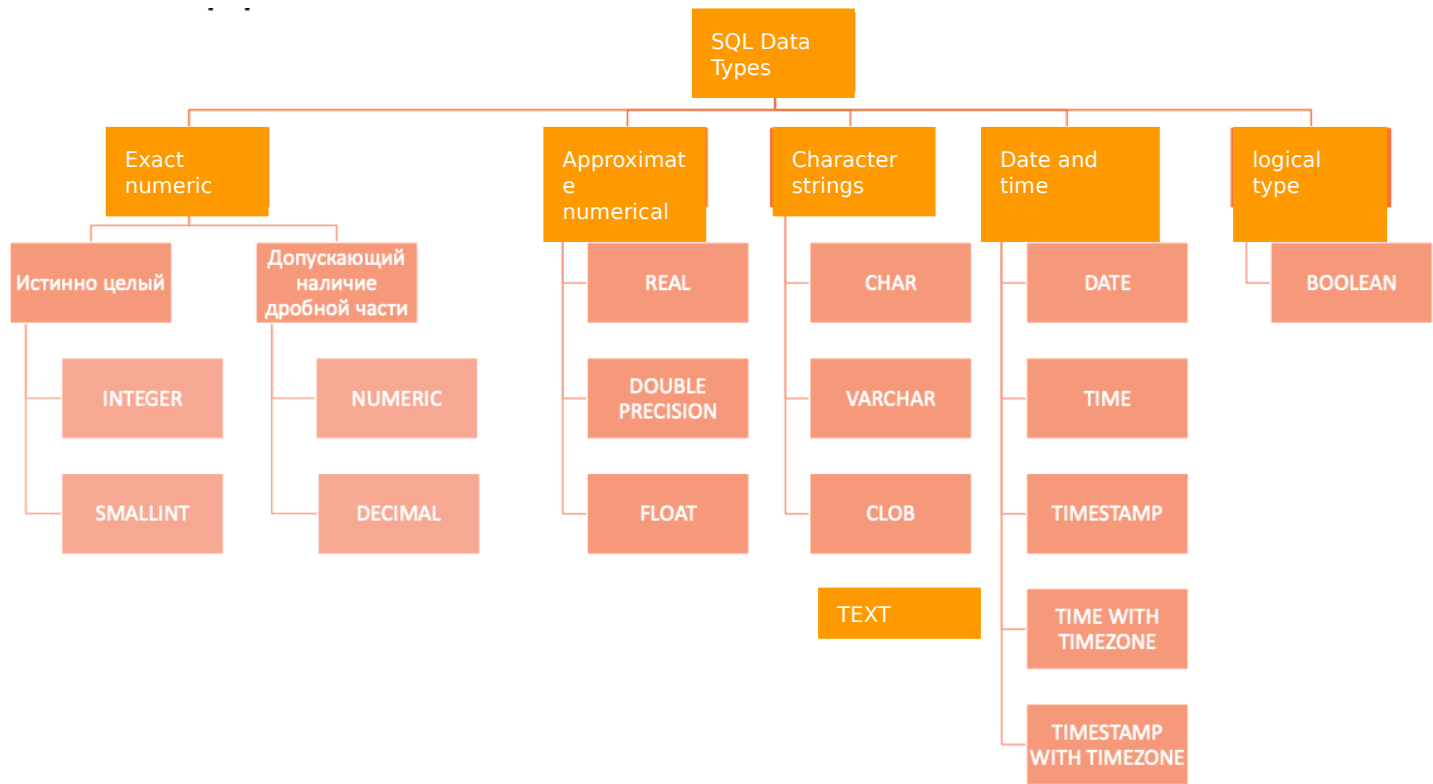 SQL Data
Types
Exact
numeric
Approximat
e
numerical
Character
strings
Date and
time
logical
type
Истинно целый
Допускающий
наличие
дробной части
REAL
CHAR
DATE
BOOLEAN
INTEGER
NUMERIC
DOUBLE
PRECISION
VARCHAR
TIME
SMALLINT
DECIMAL
FLOAT
CLOB
TIMESTAMP
TEXT
TIME WITH
TIMEZONE
TIMESTAMP
WITH TIMEZONE